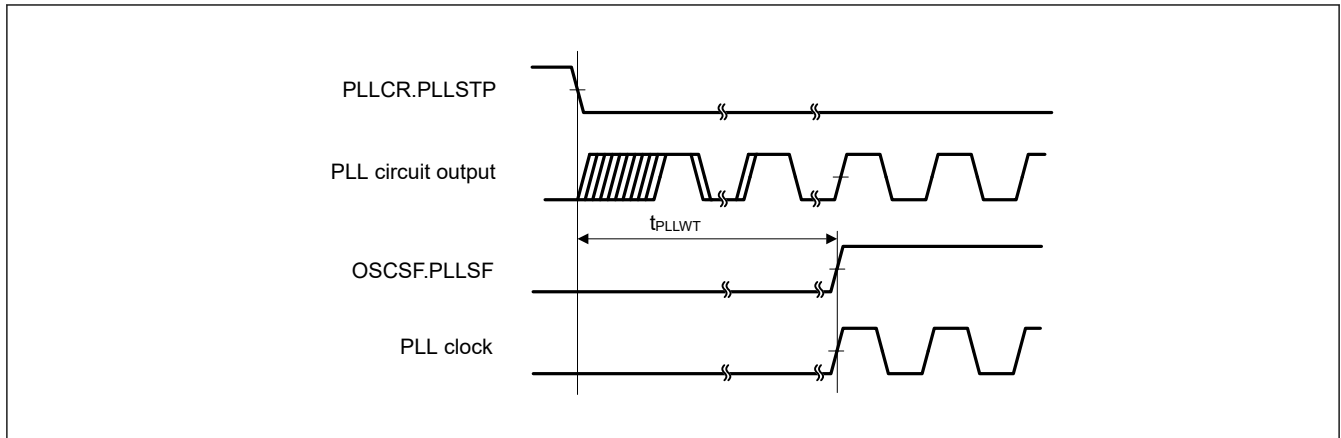 PLLCR.PLLSTP
PLL circuit output
tPLLWT
OSCSF.PLLSF
PLL clock